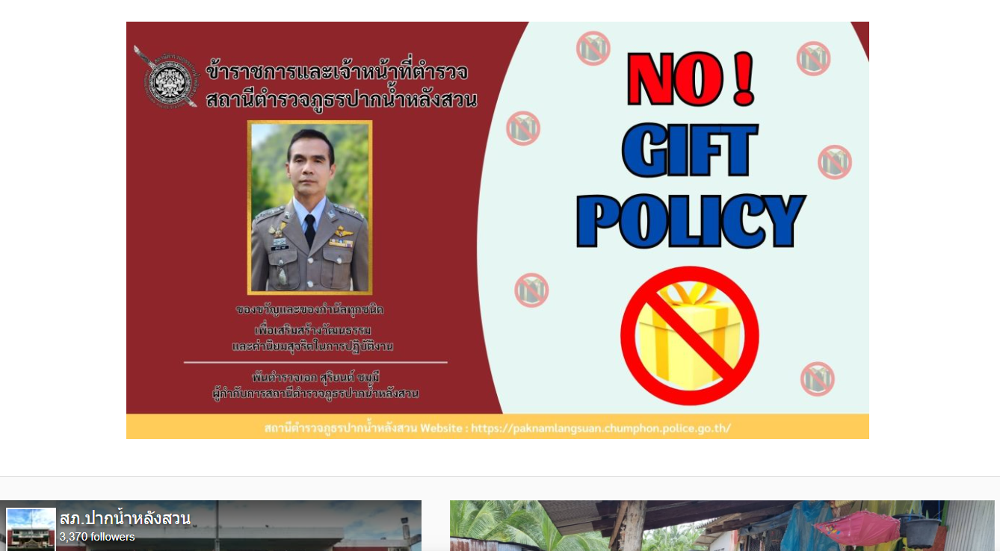 ข้าราชการและเจ้าหน้าที่ตำรวจ
สถานีตำรวจภูธรปากน้ำหลังสวน
ของขวัญและของกำนัลทุกชนิด
เพื่อเสริมสร้างวัฒนธรรม
และค่านิยมสุจริตในการปฏิบัติงาน
พันตำรวจเอก สุริยนต์ ชมมี
ผู้กำกับการสถานีตำรวจภูธรปากน้ำหลังสวน
NO !
GIFT
POLICY
สถานีตำรวจภูธรปากน้ำหลังสวน Website : https://paknamlangsuan.chumphon.police.go.th/
สภ.ปากน้ำหลังสวน
3,370 followers